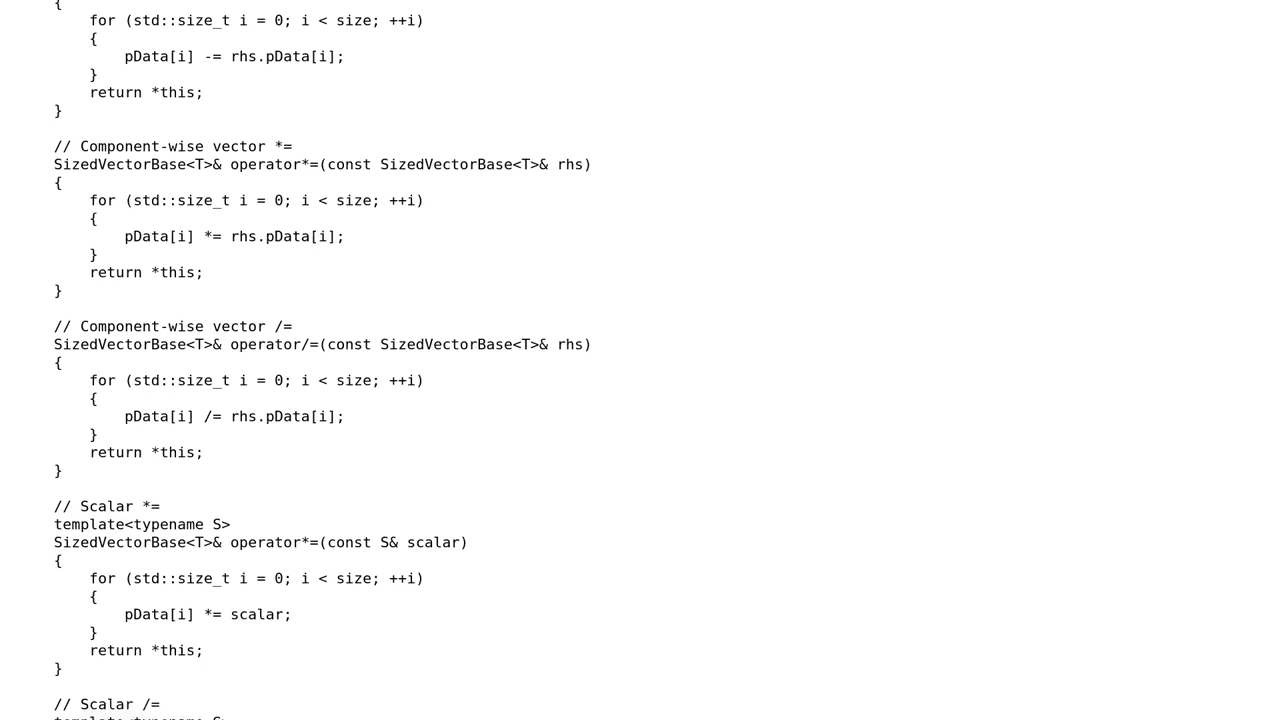 {
    for (std::size_t i = 0; i < size; ++i)
    {
        pData[i] -= rhs.pData[i];
    }
    return *this;
}

// Component-wise vector *=
SizedVectorBase<T>& operator*=(const SizedVectorBase<T>& rhs)
{
    for (std::size_t i = 0; i < size; ++i)
    {
        pData[i] *= rhs.pData[i];
    }
    return *this;
}

// Component-wise vector /=
SizedVectorBase<T>& operator/=(const SizedVectorBase<T>& rhs)
{
    for (std::size_t i = 0; i < size; ++i)
    {
        pData[i] /= rhs.pData[i];
    }
    return *this;
}

// Scalar *=
template<typename S>
SizedVectorBase<T>& operator*=(const S& scalar)
{
    for (std::size_t i = 0; i < size; ++i)
    {
        pData[i] *= scalar;
    }
    return *this;
}

// Scalar /=